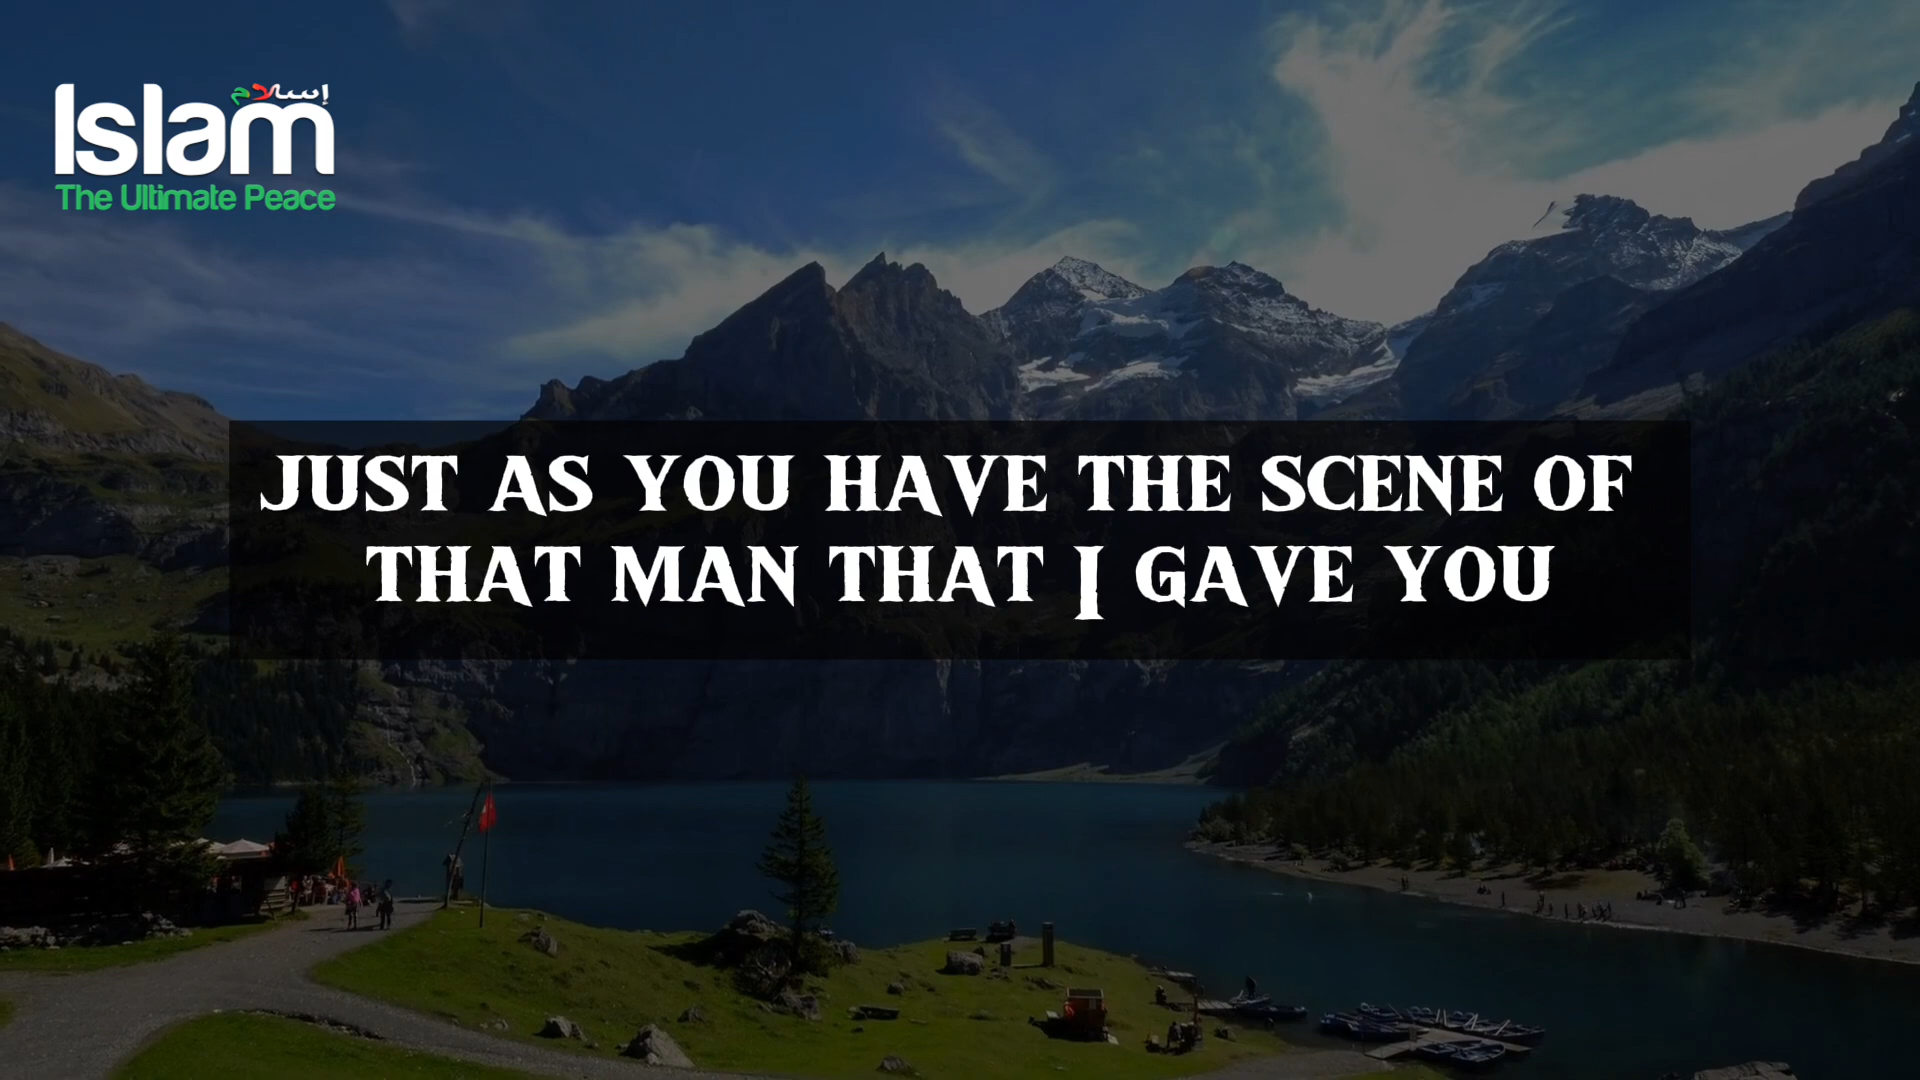 إسلام
Islam
The Ultimate Peace
JUST AS YOU HAVE THE SCENE OF
THAT MAN THAT I GAVE YOU